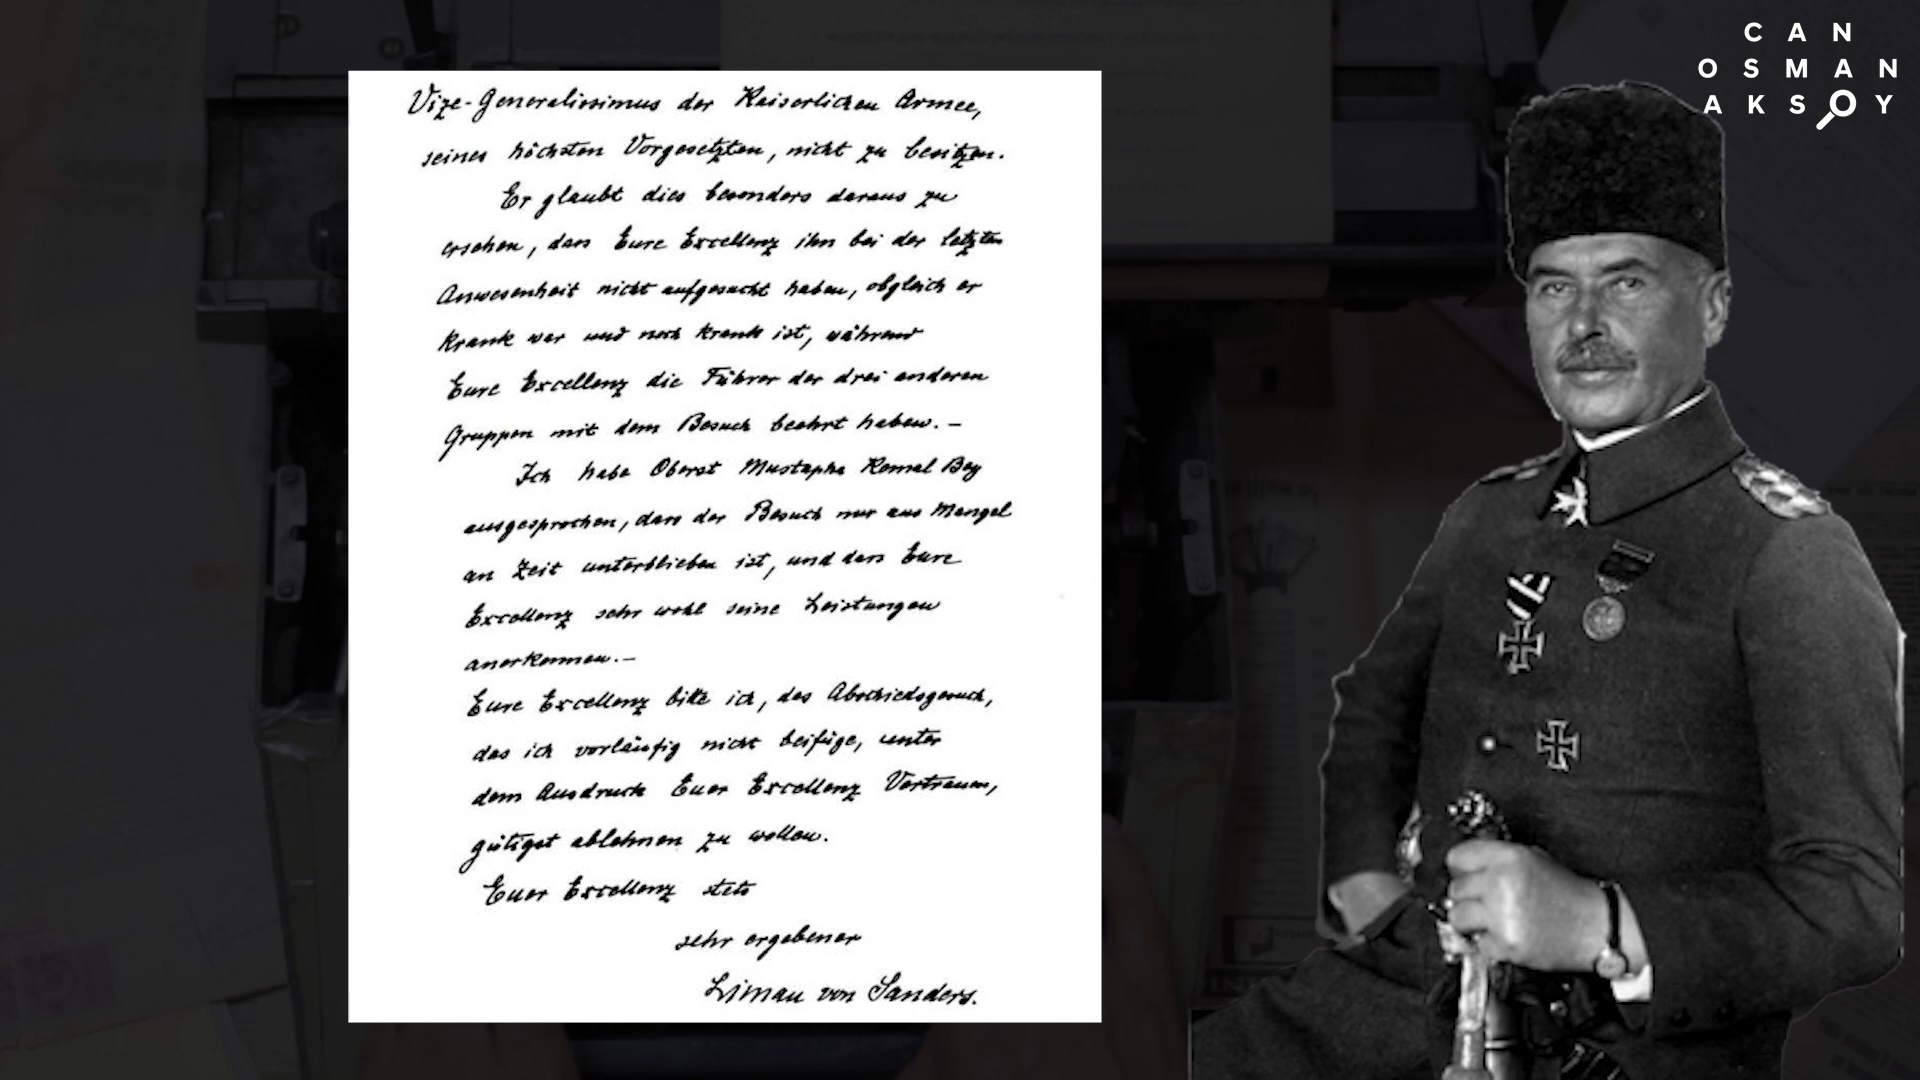 Vize-Generalissimus der Kaiserlichen Armee,
seines höchsten Vorgesetzten, nicht zu besitzen.
Er glaubt dies besonders daraus zu
ersehen, dass Eure Excellenz ihn bei der letzten
Anwesenheit nicht aufgesucht haben, obgleich er
krank war und noch krank ist, während
Eure Excellenz die Führer der drei anderen
Gruppen mit dem Besuch beehrt haben.—
Ich habe Oberst Mustapha Kemal Bey
ausgesprochen, dass der Besuch nur aus Mangel
an Zeit unterblieben ist, und dass Eure
Excellenz sehr wohl seine Leistungen
anerkennen.—
Eure Excellenz bitte ich, das Abschiedsgesuch,
das ich vorläufig nicht beifüge, unter
dem Ausdruck Euer Excellenz Vertrauens,
gütigst ablehnen zu wollen.
Euer Excellenz stets
sehr ergebener
Liman von Sanders.
CAN
OSMAN
AKSOY